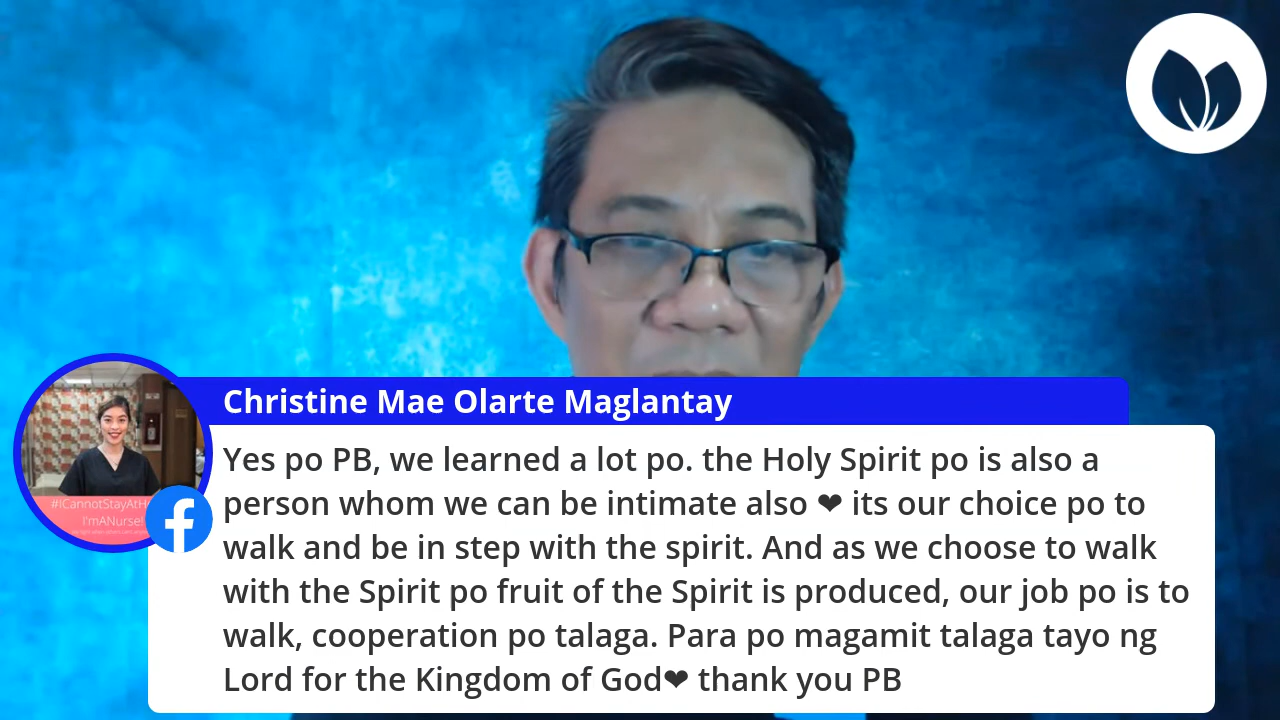 Christine Mae Olarte Maglantay
Yes po PB, we learned a lot po. the Holy Spirit po is also a
person whom we can be intimate also ❤ its our choice po to
walk and be in step with the spirit. And as we choose to walk
with the Spirit po fruit of the Spirit is produced, our job po is to
walk, cooperation po talaga. Para po magamit talaga tayo ng
Lord for the Kingdom of God❤ thank you PB
#ICannotStayAtH
I'mANurse!